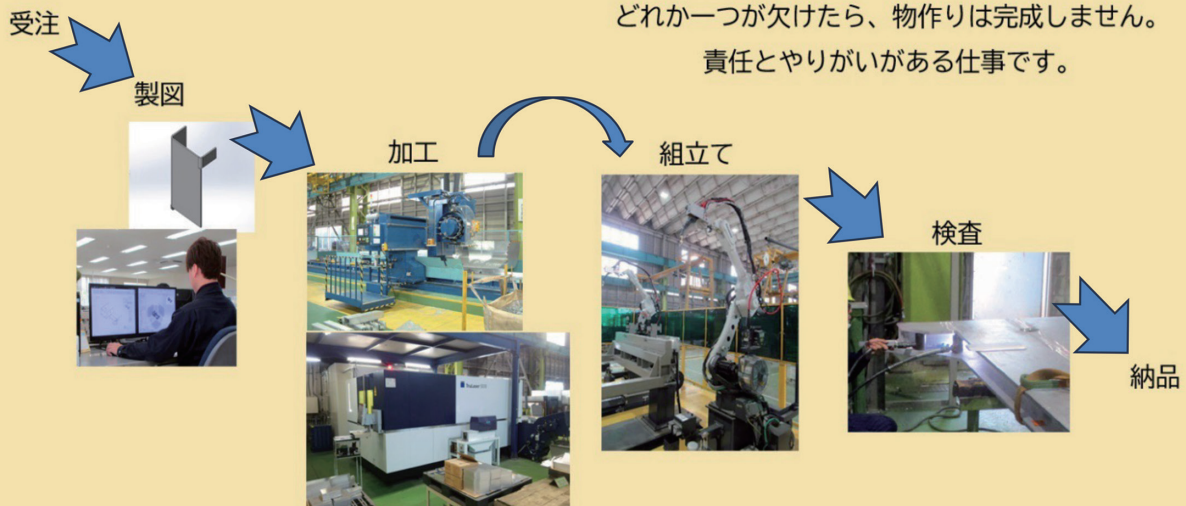 受注
どれか一つが欠けたら、物作りは完成しません。
責任とやりがいがある仕事です。
製図
加工
組立て
検査
納品